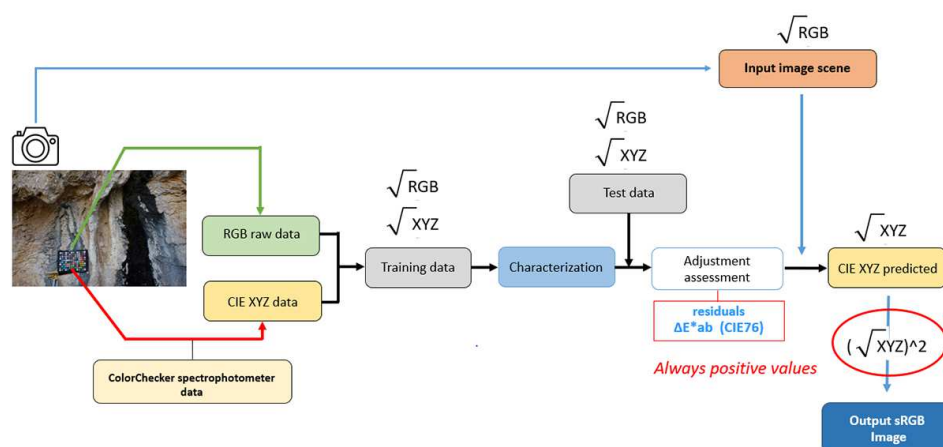 √RGB
Input image scene
√RGB
√XYZ
Test data
√RGB
√XYZ
√XYZ
RGB raw data
Training data
Characterization
Adjustment
assessment
CIE XYZ predicted
CIE XYZ data
residuals
ΔE*ab (CIE76)
(√XYZ)^2
Always positive values
ColorChecker spectrophotometer
data
Output sRGB
Image